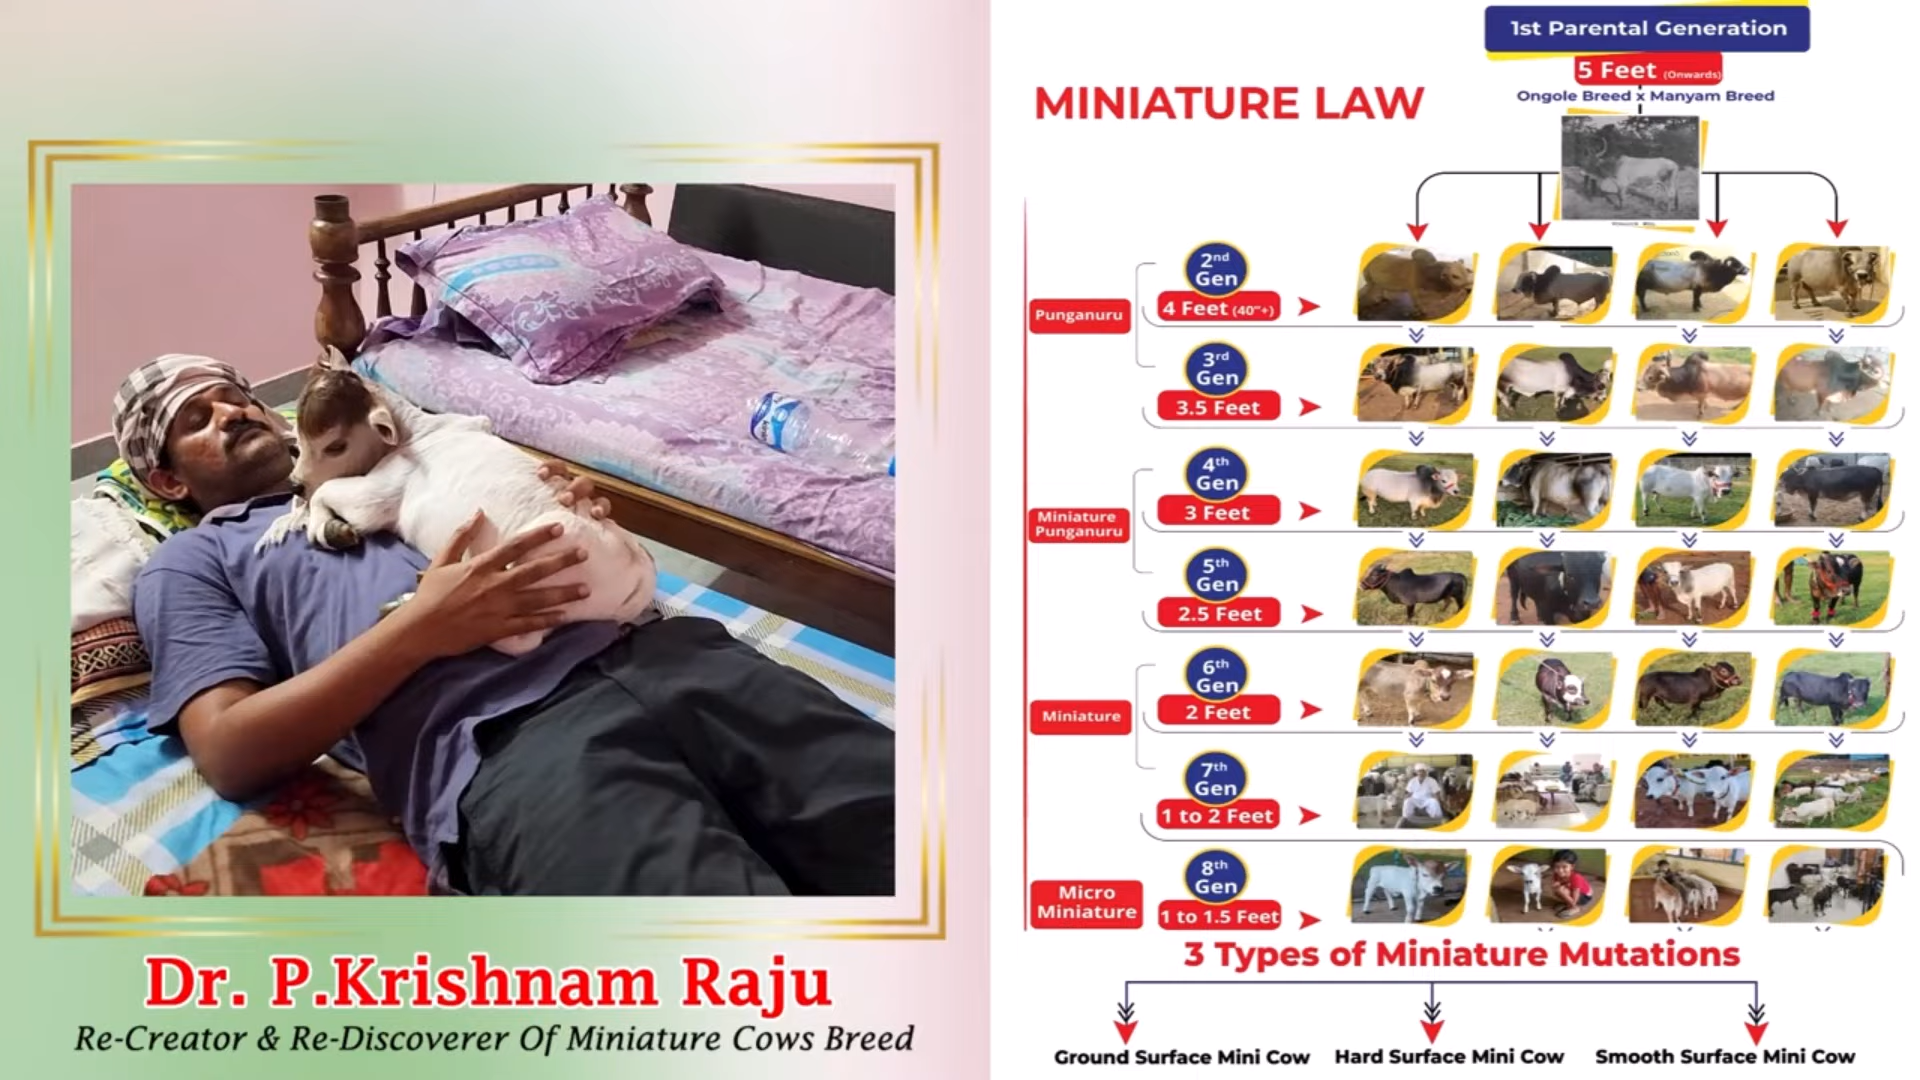 Dr. P.Krishnam Raju
Re-Creator & Re-Discoverer Of Miniature Cows Breed
MINIATURE LAW
1st Parental Generation
5 Feet (Onwards)
Ongole Breed x Manyam Breed
Punganuru
2nd
Gen
4 Feet (40"+)
3rd
Gen
3.5 Feet
Miniature
Punganuru
4th
Gen
3 Feet
5th
Gen
2.5 Feet
Miniature
6th
Gen
2 Feet
7th
Gen
1 to 2 Feet
Micro
Miniature
8th
Gen
1 to 1.5 Feet
3 Types of Miniature Mutations
Ground Surface Mini Cow
Hard Surface Mini Cow
Smooth Surface Mini Cow